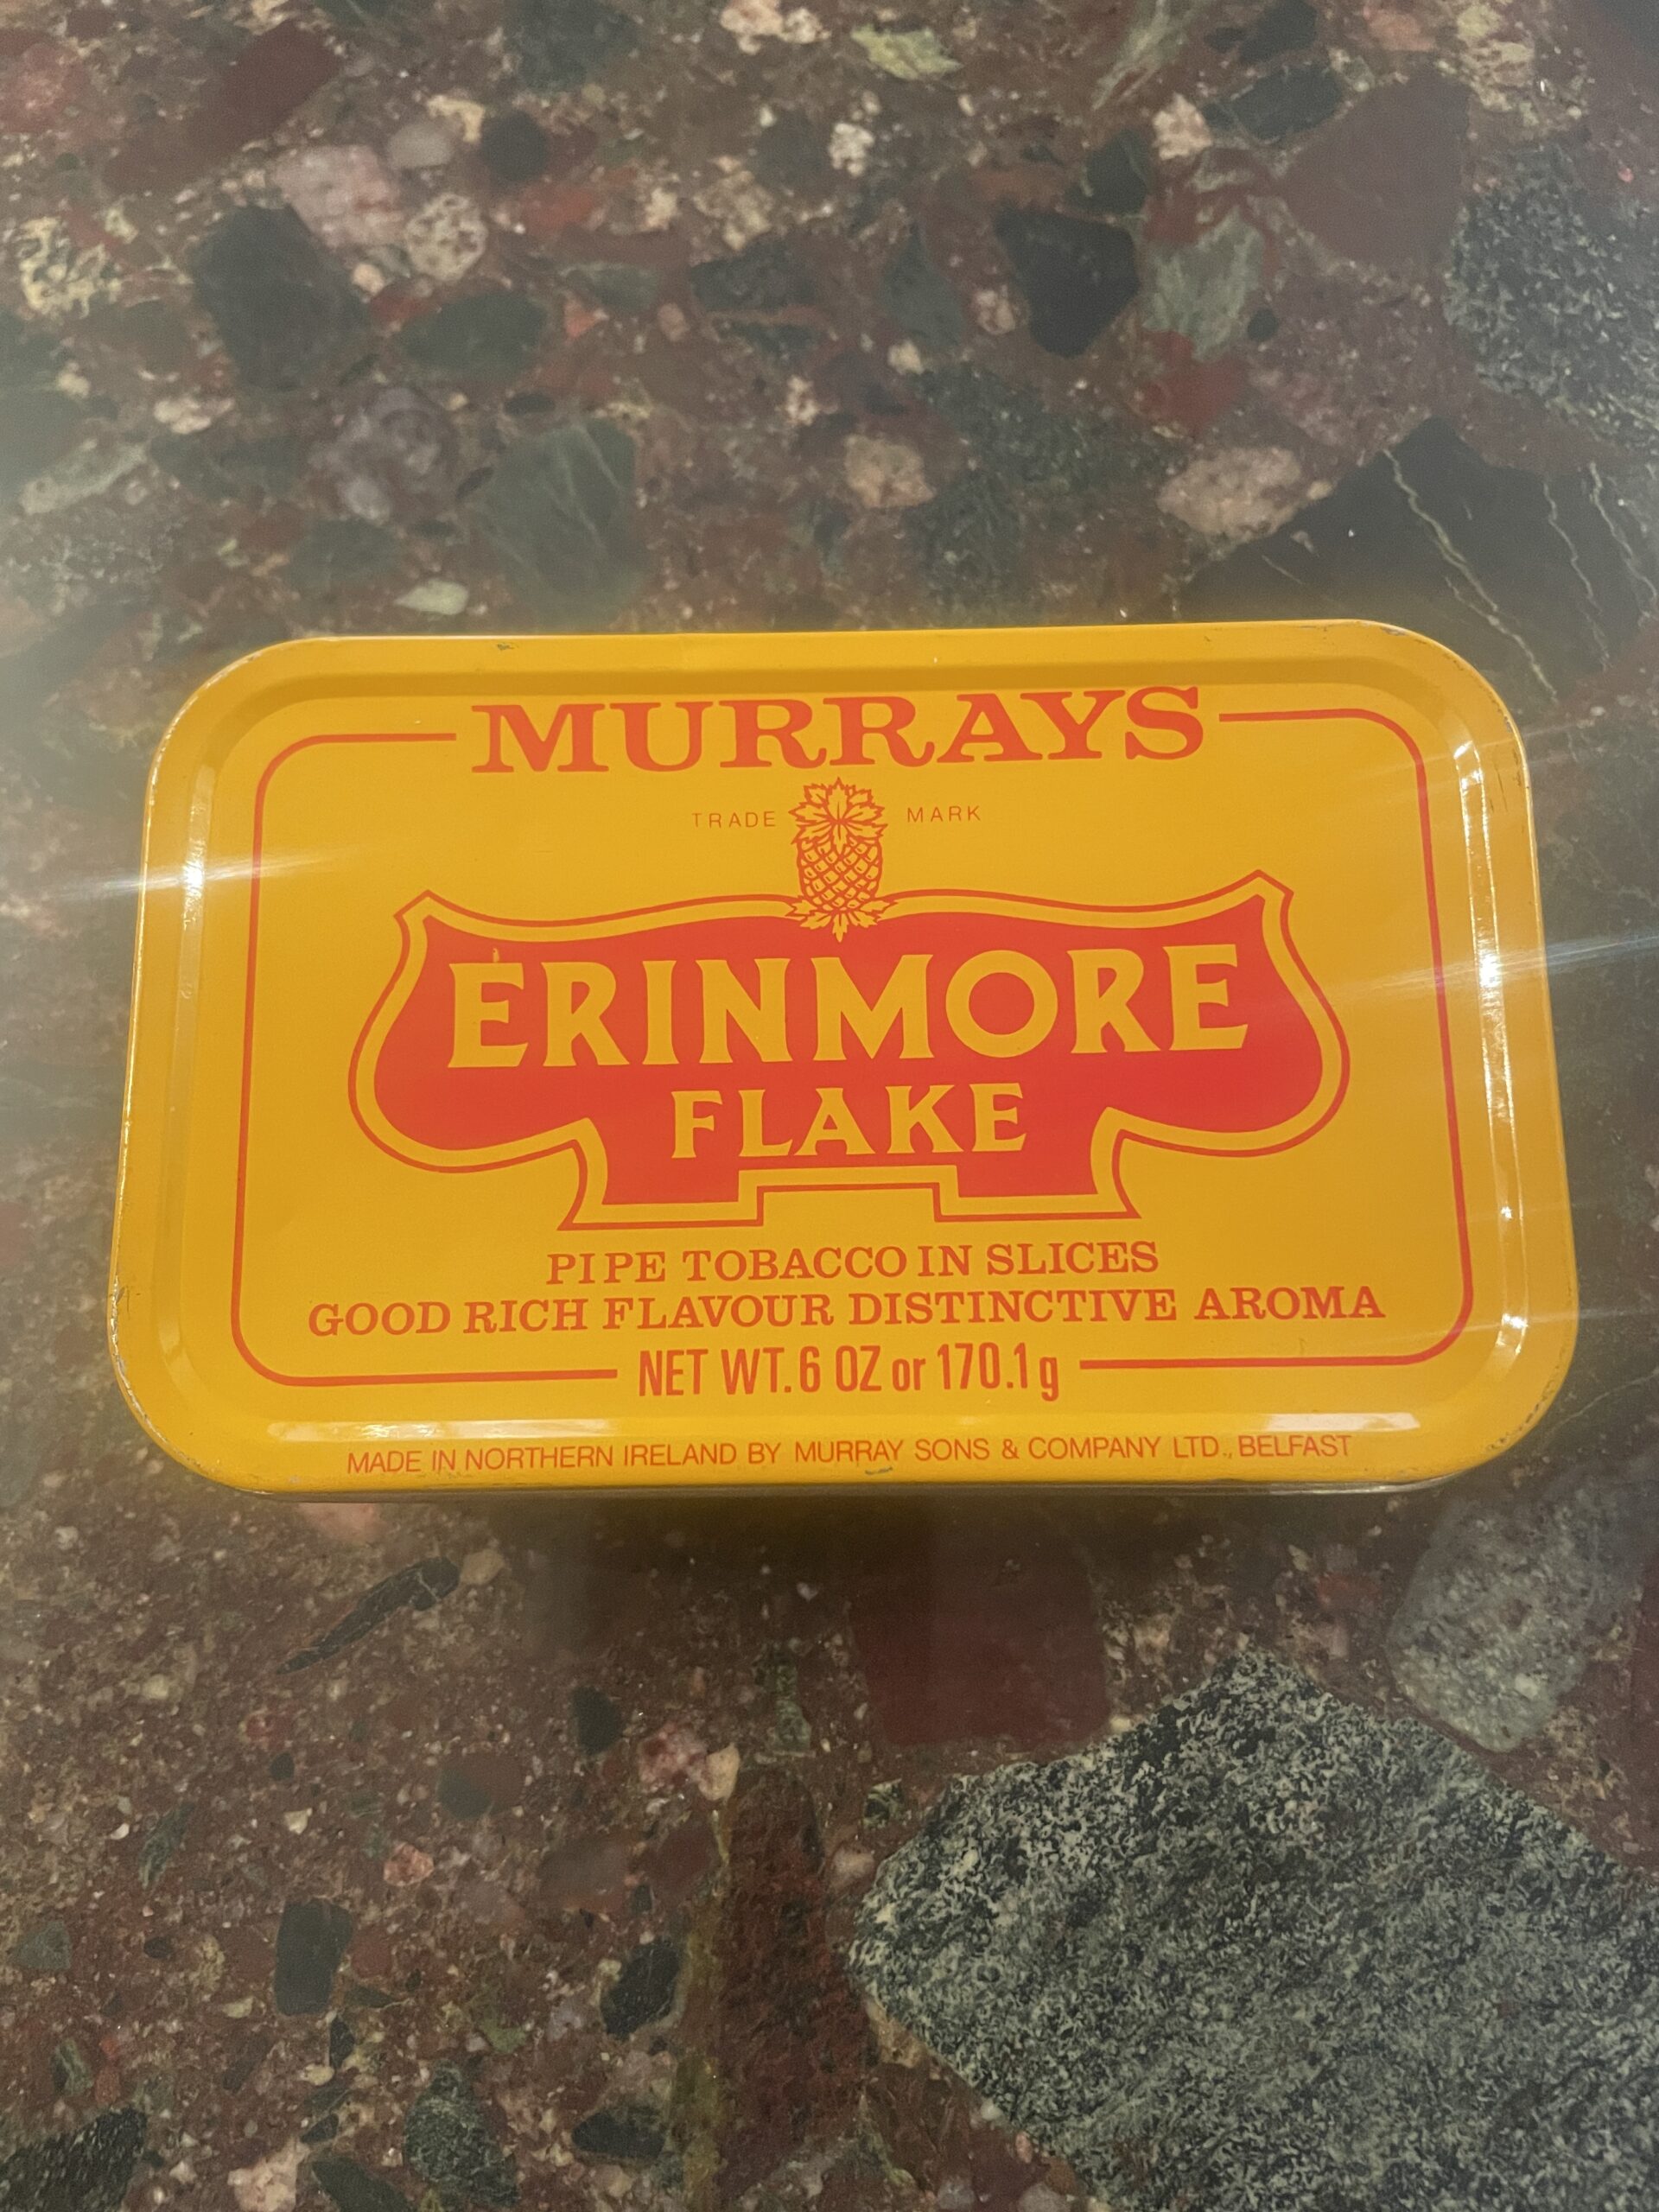 MURRAYS
TRADE MARK
ERINMORE
FLAKE
PIPE TOBACCO IN SLICES
GOOD RICH FLAVOUR DISTINCTIVE AROMA
NET WT. 6 OZ or 170.1 g
MADE IN NORTHERN IRELAND BY MURRAY SONS & COMPANY LTD., BELFAST